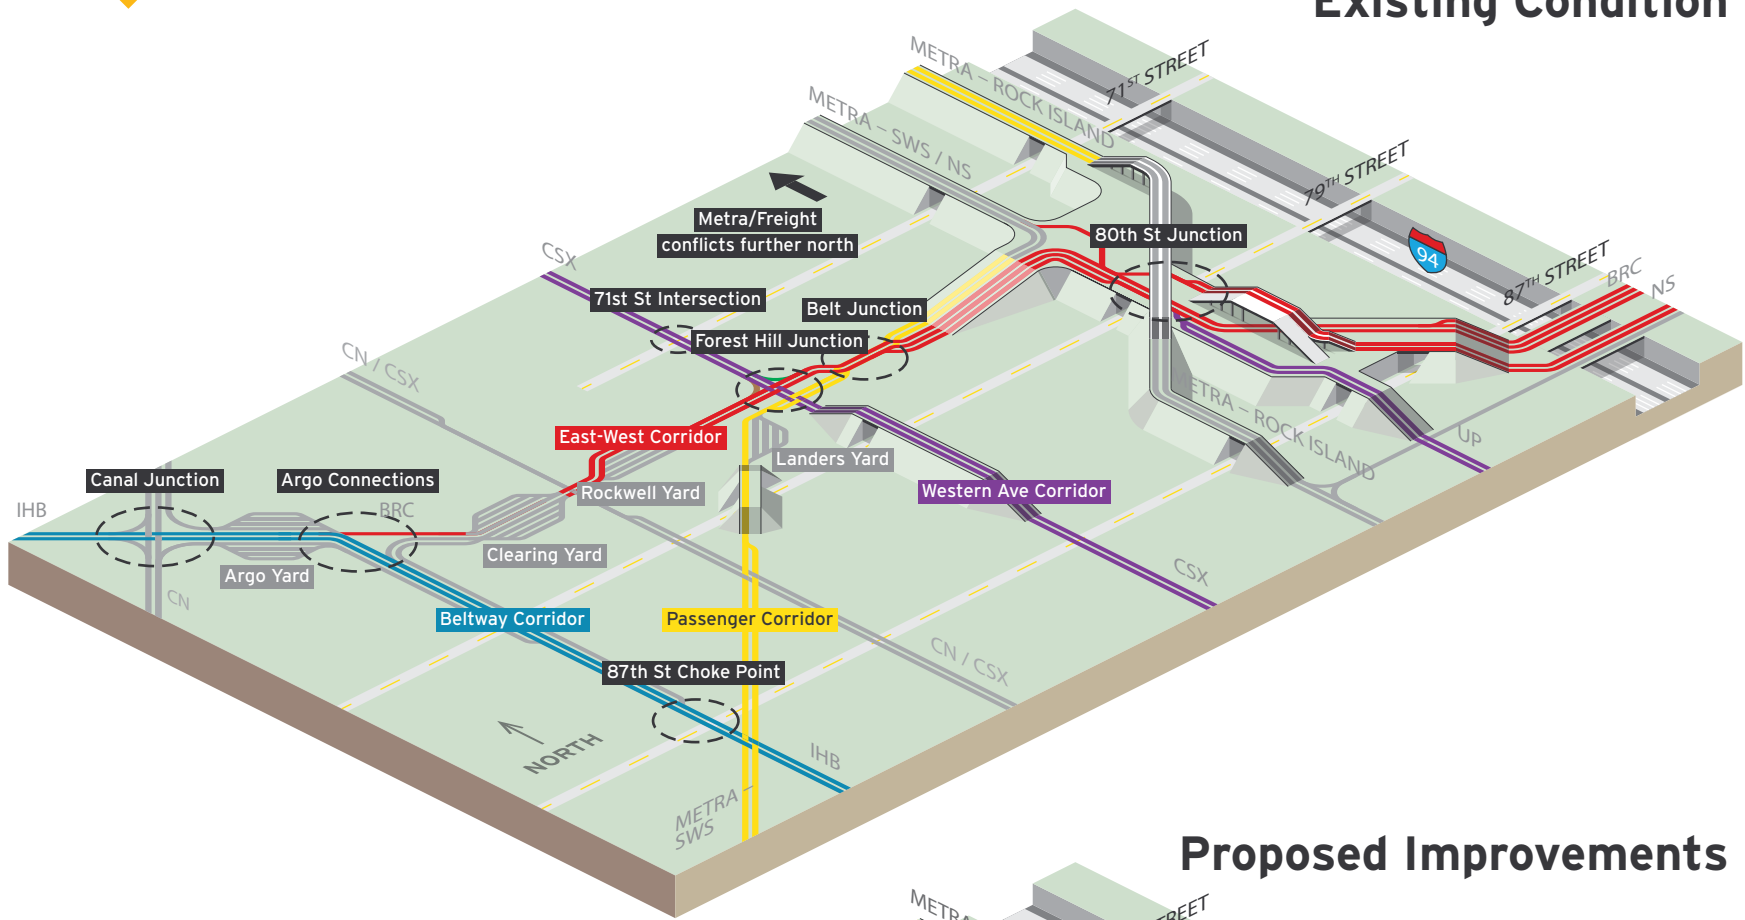 Existing Condition
METRA – ROCK ISLAND
71ST STREET
METRA – SWS / NS
79TH STREET
Metra/Freight
conflicts further north
80th St Junction
94
87TH STREET
BRC
NS
CSX
71st St Intersection
Belt Junction
Forest Hill Junction
CN / CSX
METRA – ROCK ISLAND
UP
East-West Corridor
Landers Yard
Canal Junction
Argo Connections
Rockwell Yard
Western Ave Corridor
IHB
BRC
Clearing Yard
Argo Yard
CN
CSX
Beltway Corridor
Passenger Corridor
CN / CSX
87th St Choke Point
NORTH
IHB
METRA –
SWS
Proposed Improvements
METRA
REET